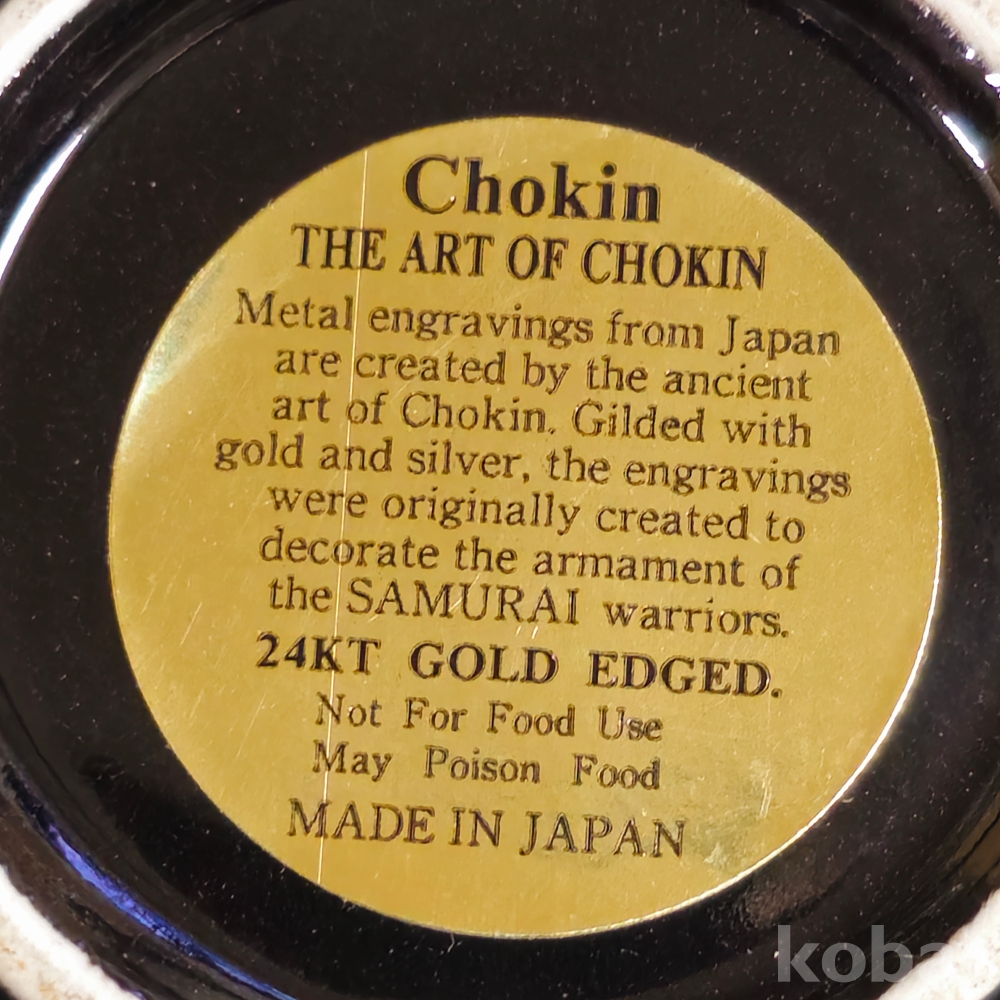 Chokin
THE ART OF CHOKIN
Metal engravings from Japan
are created by the ancient
art of Chokin. Gilded with
gold and silver, the engravings
were originally created to
decorate the armament of
the SAMURAI warriors.
24KT GOLD EDGED.
Not For Food Use
May Poison Food
MADE IN JAPAN